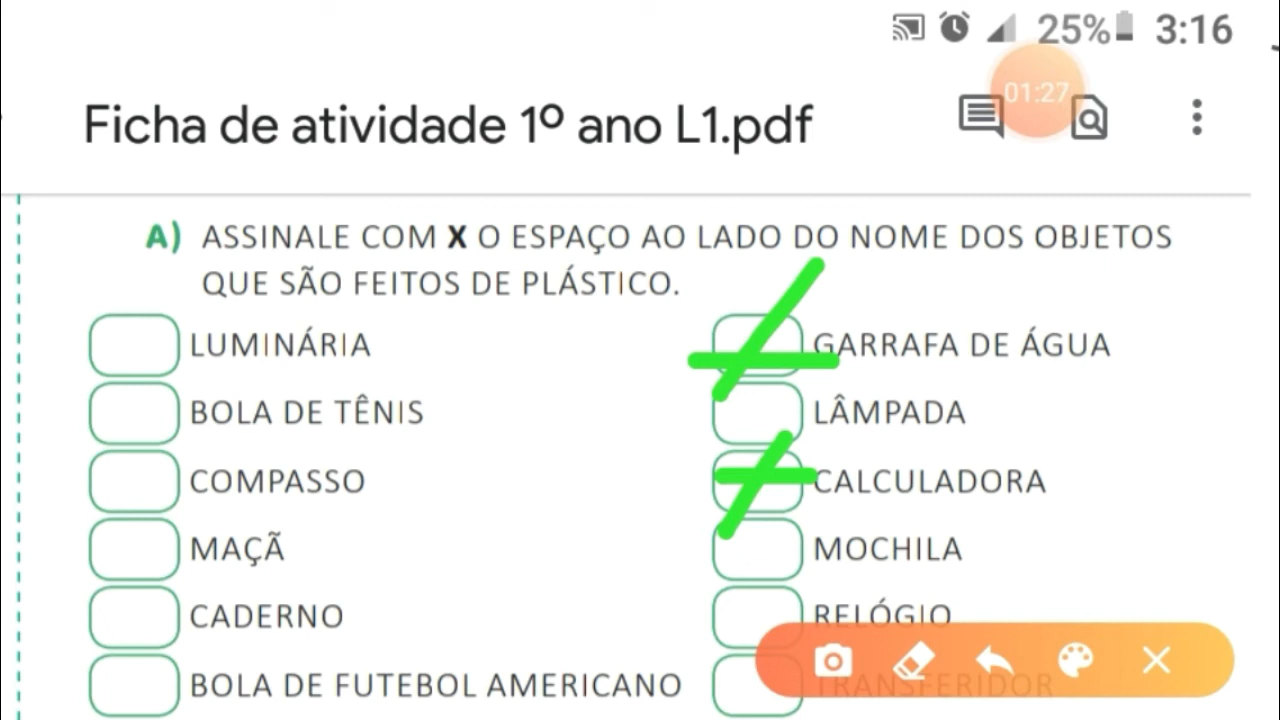 25% 3:16
01:27
Ficha de atividade 1º ano L1.pdf
A) ASSINALE COM X O ESPAÇO AO LADO DO NOME DOS OBJETOS
QUE SÃO FEITOS DE PLÁSTICO.
LUMINÁRIA
BOLA DE TÊNIS
COMPASSO
MAÇÃ
CADERNO
BOLA DE FUTEBOL AMERICANO
GARRAFA DE ÁGUA
LÂMPADA
CALCULADORA
MOCHILA
RELÓGIO
TRANSFERIDOR